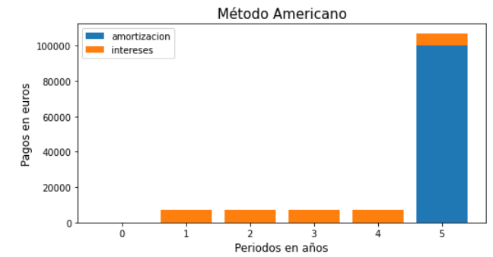 Método Americano
amortizacion
intereses
100000
80000
60000
40000
20000
0
Pagos en euros
0 1 2 3 4 5
Periodos en años